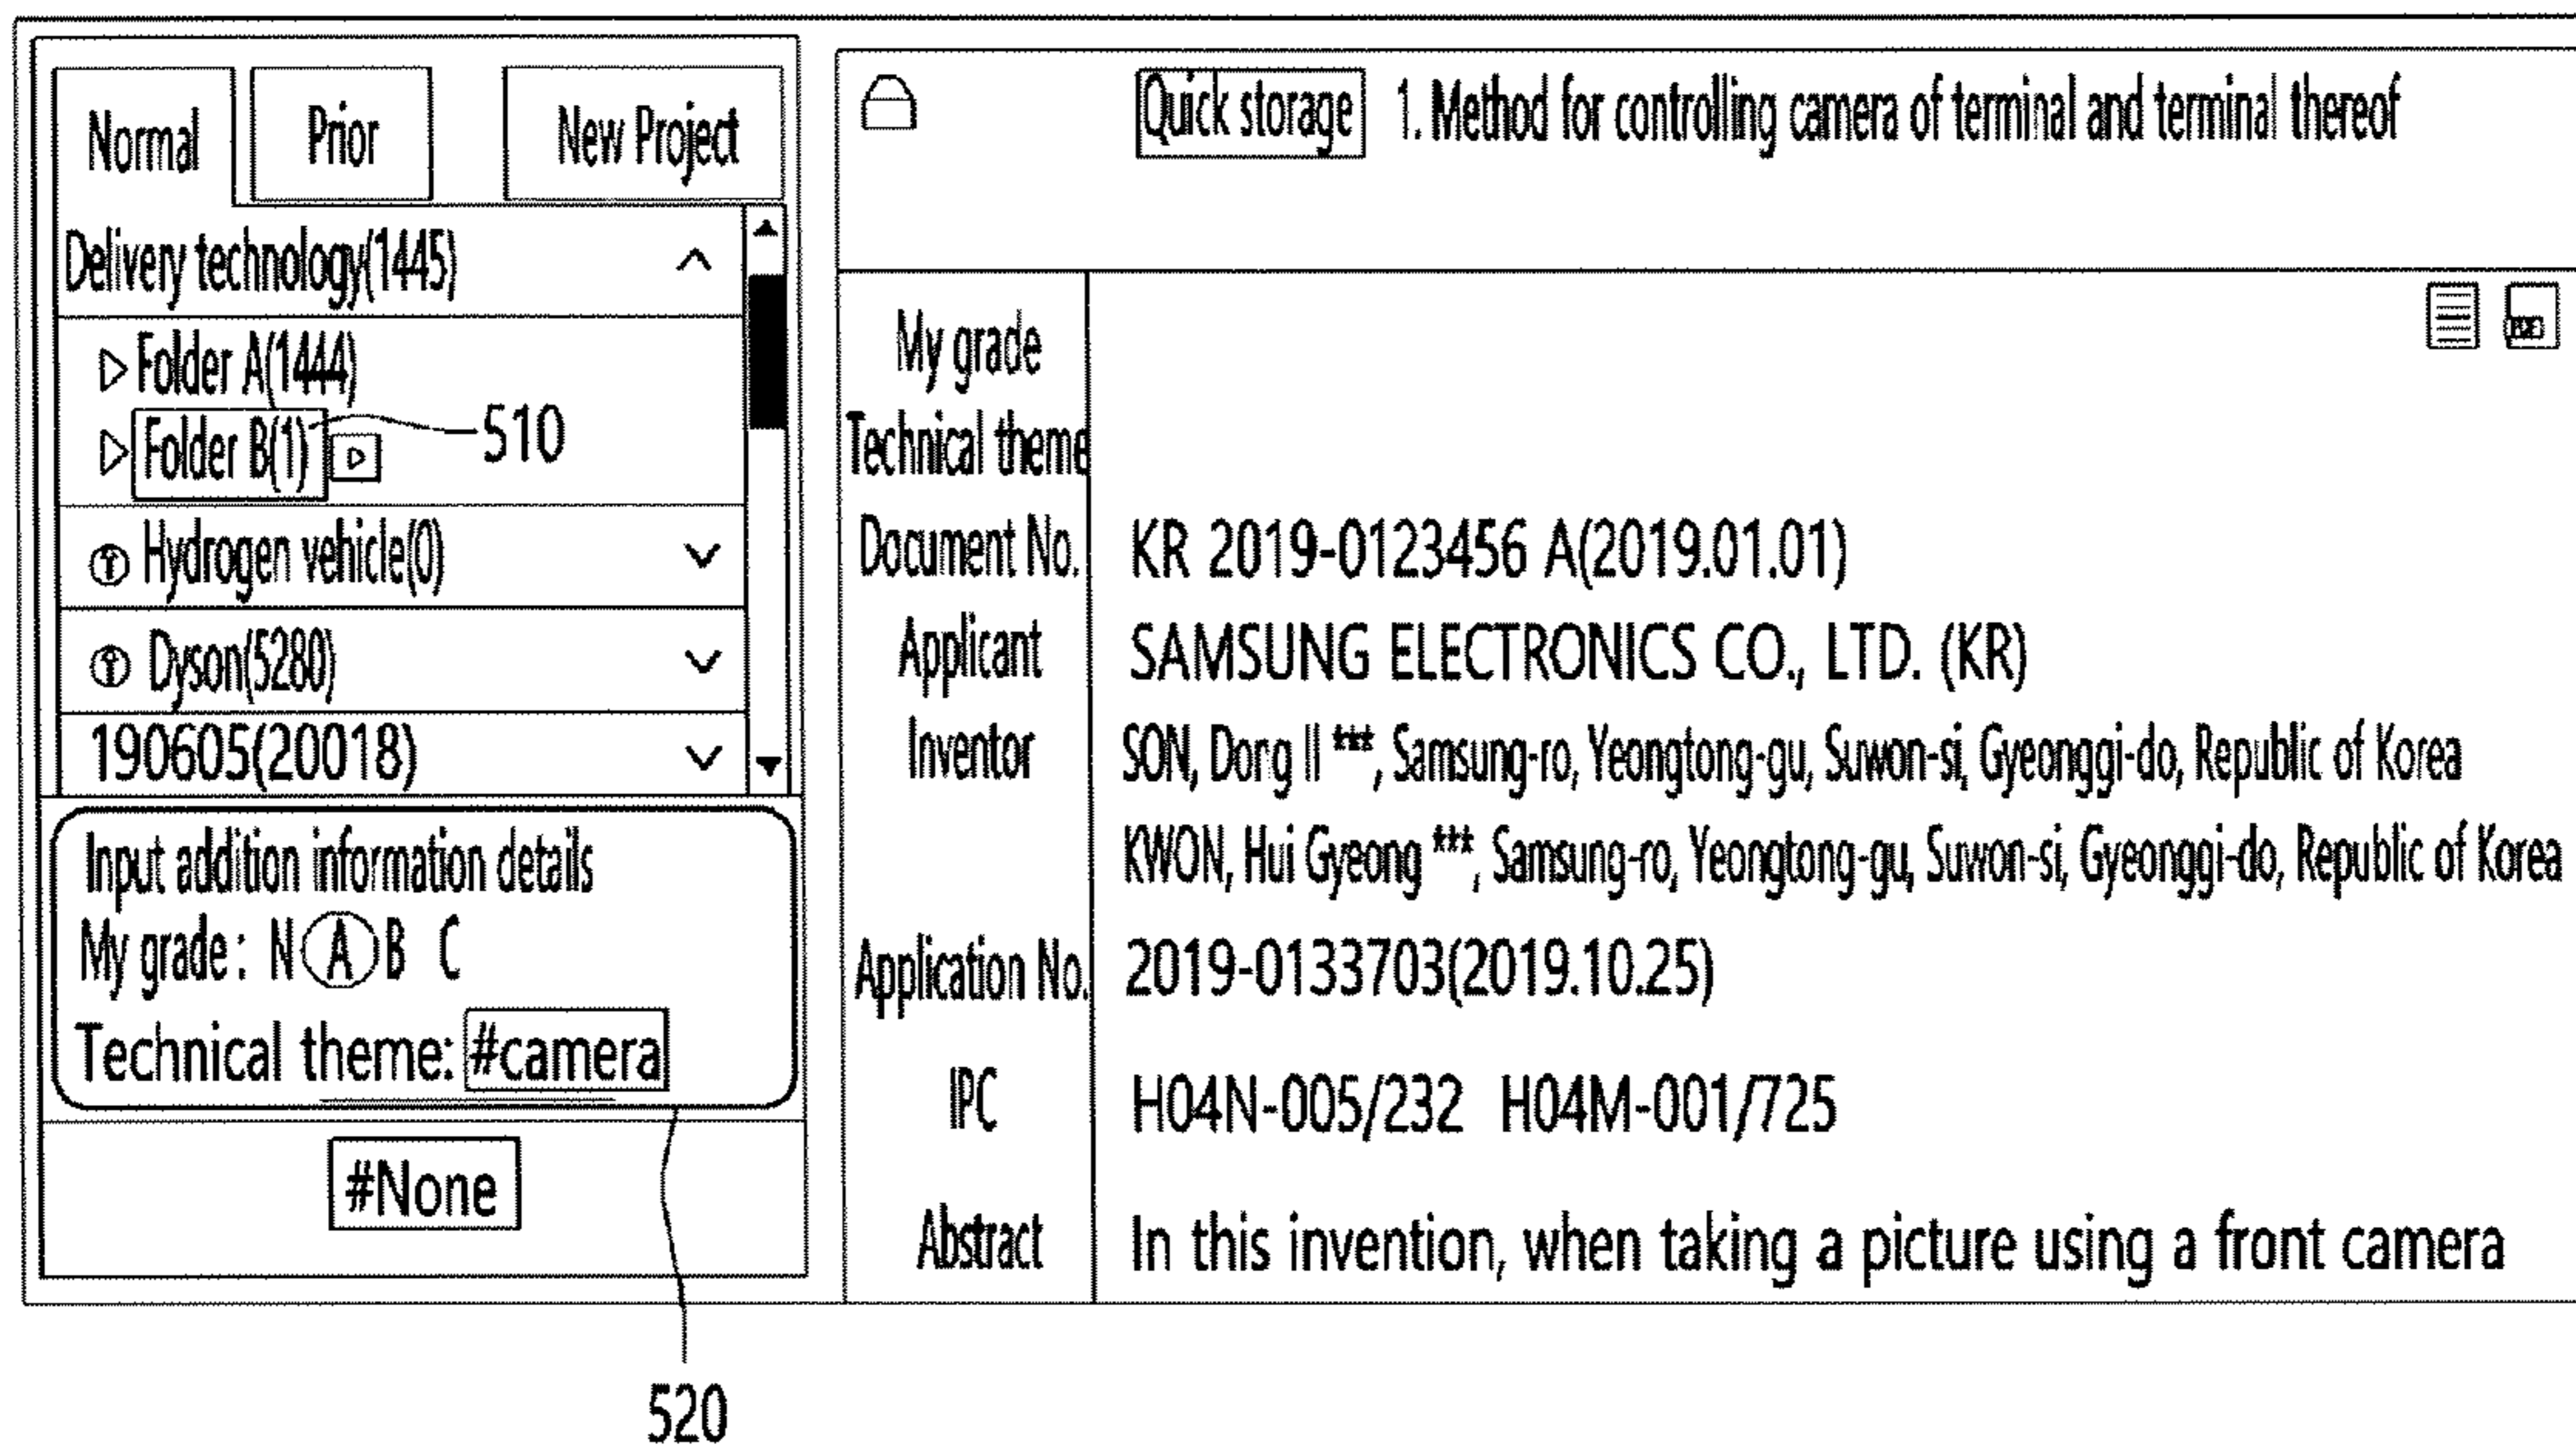 Normal Prior New Project
Delivery technology(1445)
Folder A(1444)
Folder B(1)
510
Hydrogen vehicle(0)
Dyson(5280)
190605(20018)
Input addition information details
My grade : N A B C
Technical theme: #camera
#None
520
Quick storage 1. Method for controlling camera of terminal and terminal thereof
My grade
Technical theme
Document No. KR 2019-0123456 A(2019.01.01)
Applicant SAMSUNG ELECTRONICS CO., LTD. (KR)
Inventor SON, Dong Il ***, Samsung-ro, Yeongtong-gu, Suwon-si, Gyeonggi-do, Republic of Korea
KWON, Hui Gyeong ***, Samsung-ro, Yeongtong-gu, Suwon-si, Gyeonggi-do, Republic of Korea
Application No. 2019-0133703(2019.10.25)
IPC H04N-005/232 H04M-001/725
Abstract In this invention, when taking a picture using a front camera